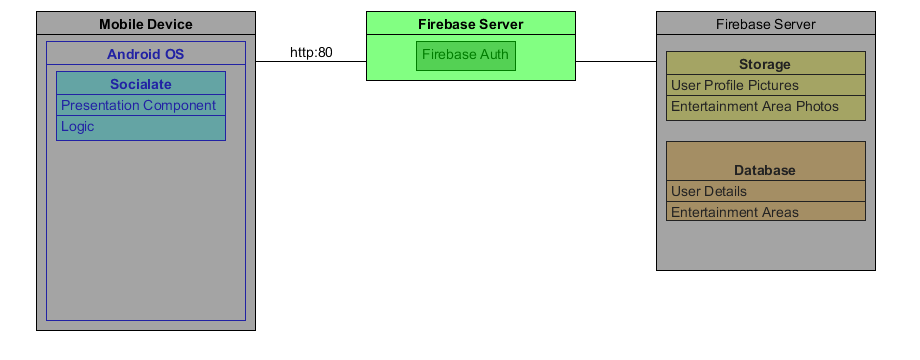 Mobile Device
Android OS
Socialate
Presentation Component
Logic
http:80
Firebase Server
Firebase Auth
Firebase Server
Storage
User Profile Pictures
Entertainment Area Photos
Database
User Details
Entertainment Areas